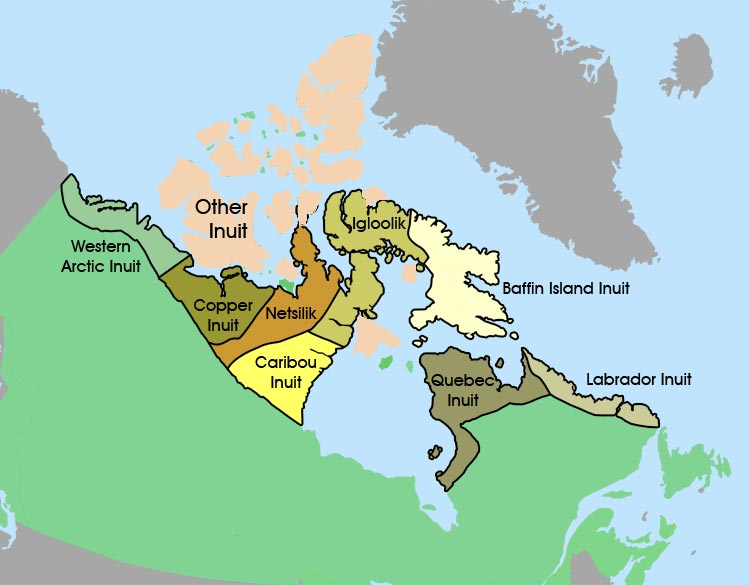 Other
Inuit
Igloolik
Western
Arctic Inuit
Baffin Island Inuit
Copper
Inuit
Netsilik
Caribou
Inuit
Quebec
Inuit
Labrador Inuit